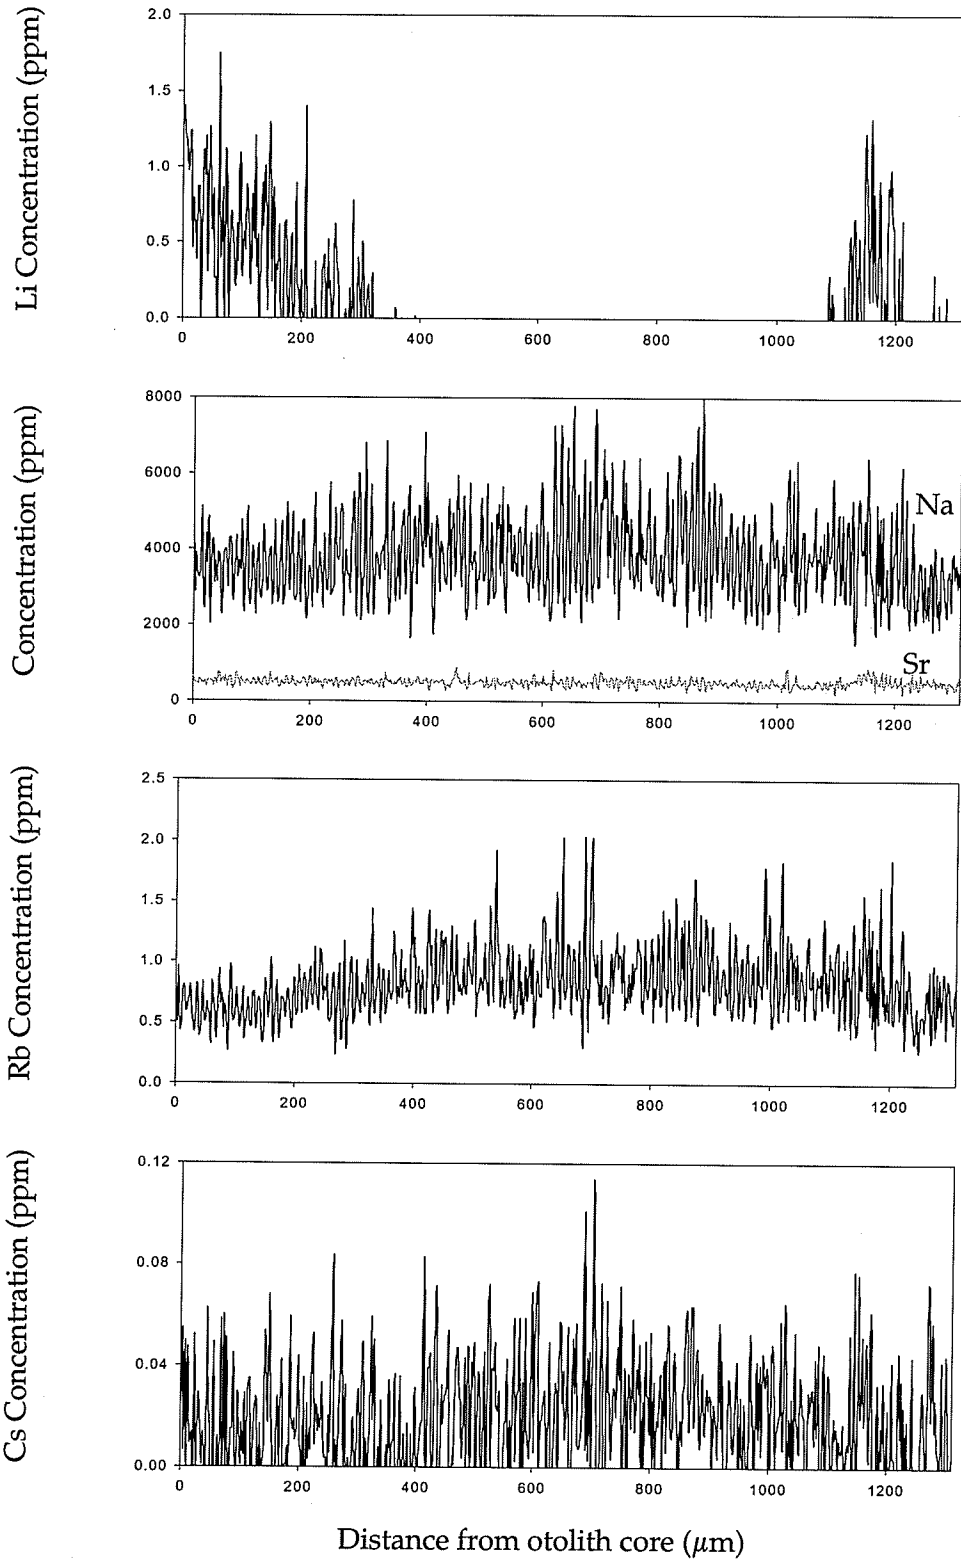 Li Concentration (ppm)
2.0
1.5
1.0
0.5
0.0
0 200 400 600 800 1000 1200
Concentration (ppm)
8000
6000
4000
2000
0
Na
Sr
0 200 400 600 800 1000 1200
Rb Concentration (ppm)
2.5
2.0
1.5
1.0
0.5
0.0
0 200 400 600 800 1000 1200
Cs Concentration (ppm)
0.12
0.08
0.04
0.00
0 200 400 600 800 1000 1200
Distance from otolith core (μm)